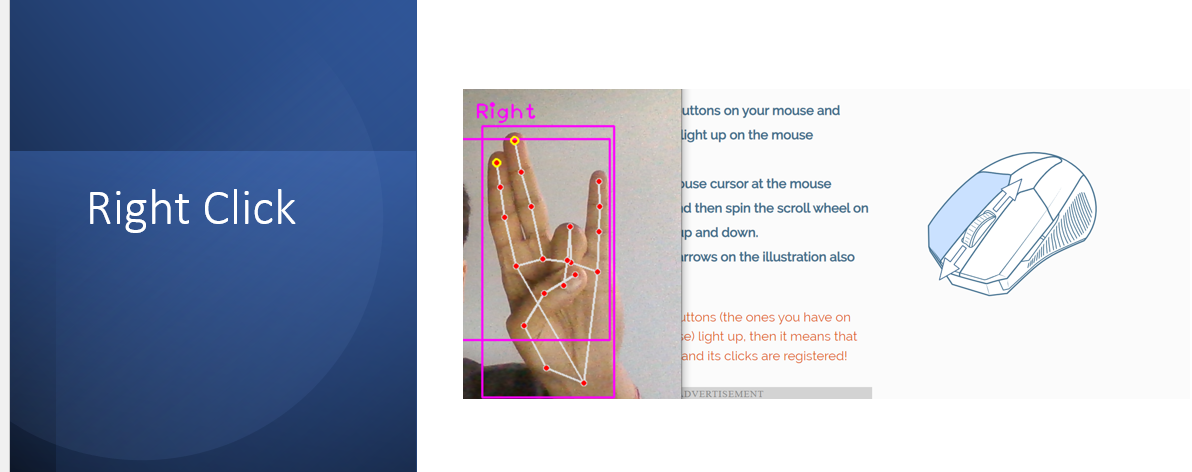 Right Click
Right
uttons on your mouse and
light up on the mouse
ouse cursor at the mouse
nd then spin the scroll wheel on
up and down.
arrows on the illustration also
uttons (the ones you have on
se) light up, then it means that
and its clicks are registered!
ADVERTISEMENT